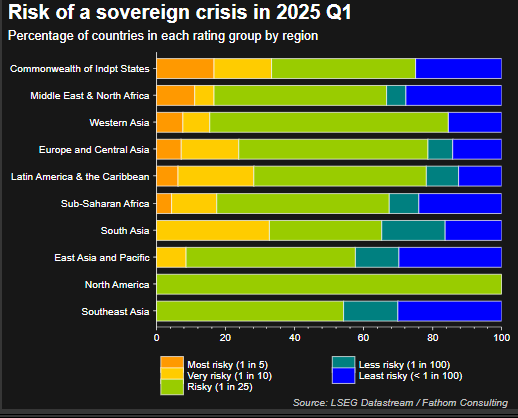 Risk of a sovereign crisis in 2025 Q1
Percentage of countries in each rating group by region
Commonwealth of Indpt States
Middle East & North Africa
Western Asia
Europe and Central Asia
Latin America & the Caribbean
Sub-Saharan Africa
South Asia
East Asia and Pacific
North America
Southeast Asia
0 20 40 60 80 100
Most risky (1 in 5)
Very risky (1 in 10)
Risky (1 in 25)
Less risky (1 in 100)
Least risky (< 1 in 100)
Source: LSEG Datastream / Fathom Consulting